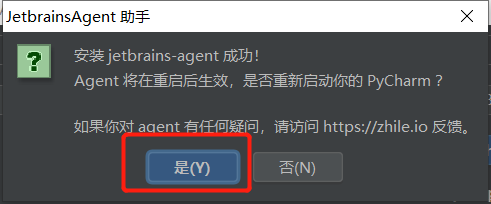 JetbrainsAgent 助手
安装 jetbrains-agent 成功！
Agent 将在重启后生效，是否重新启动你的 PyCharm？
如果你对 agent 有任何疑问，请访问 https://zhile.io 反馈。
是(Y)
否(N)